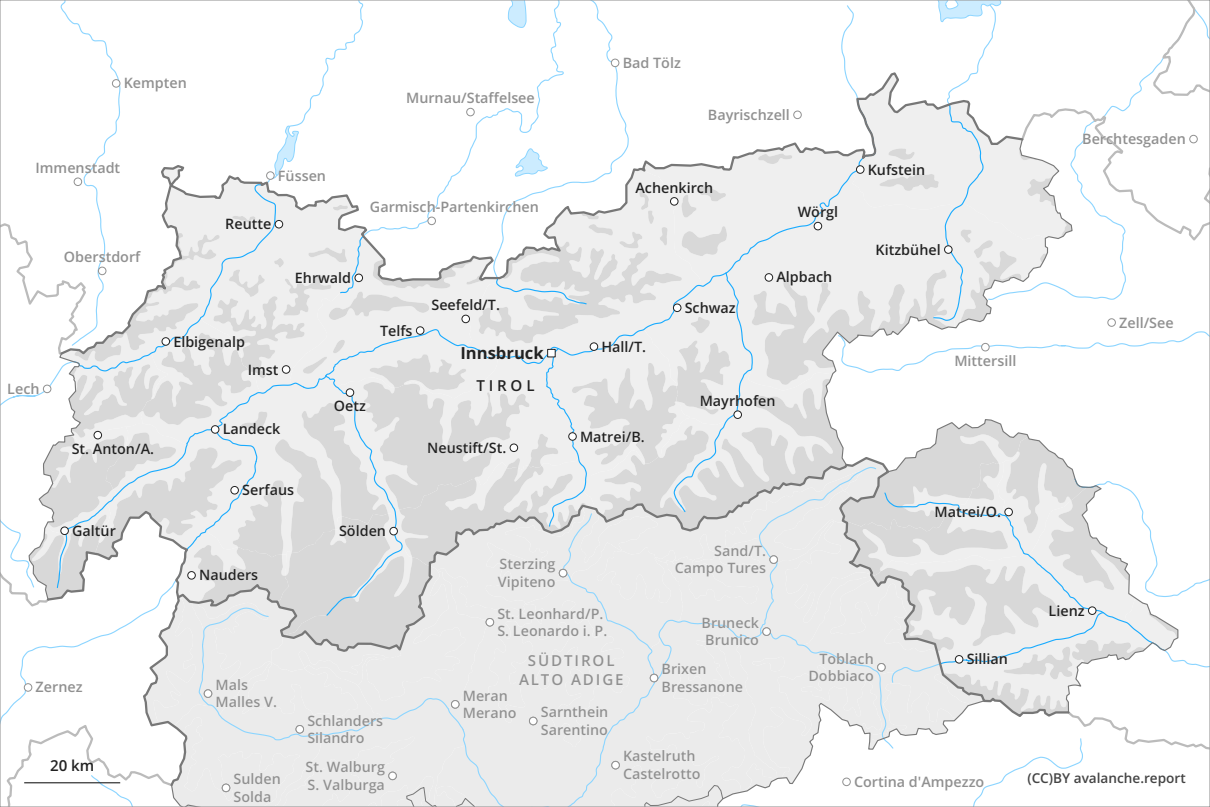 Kempten
Bad Tölz
Murnau/Staffelsee
Bayrischzell
Berchtesgaden
Immenstadt
Füssen
Kufstein
Achenkirch
Garmisch-Partenkirchen
Wörgl
Reutte
Kitzbühel
Oberstdorf
Ehrwald
Alpbach
Seefeld/T.
Schwaz
Zell/See
Telfs
Elbigenalp
Innsbruck
Hall/T.
Mittersill
Imst
TIROL
Lech
Oetz
Mayrhofen
Landeck
Matrei/B.
St. Anton/A.
Neustift/St.
Serfaus
Matrei/O.
Galtür
Sölden
Sand/T.
Campo Tures
Sterzing
Vipiteno
Nauders
Lienz
St. Leonhard/P.
S. Leonardo i. P.
Bruneck
Brunico
SÜDTIROL
ALTO ADIGE
Sillian
Toblach
Dobbiaco
Brixen
Bressanone
Zernez
Mals
Malles V.
Meran
Merano
Sarnthein
Sarentino
Schlanders
Silandro
Kastelruth
Castelrotto
20 km
St. Walburg
S. Valburga
Sulden
Solda
Cortina d'Ampezzo
(CC)BY avalanche.report